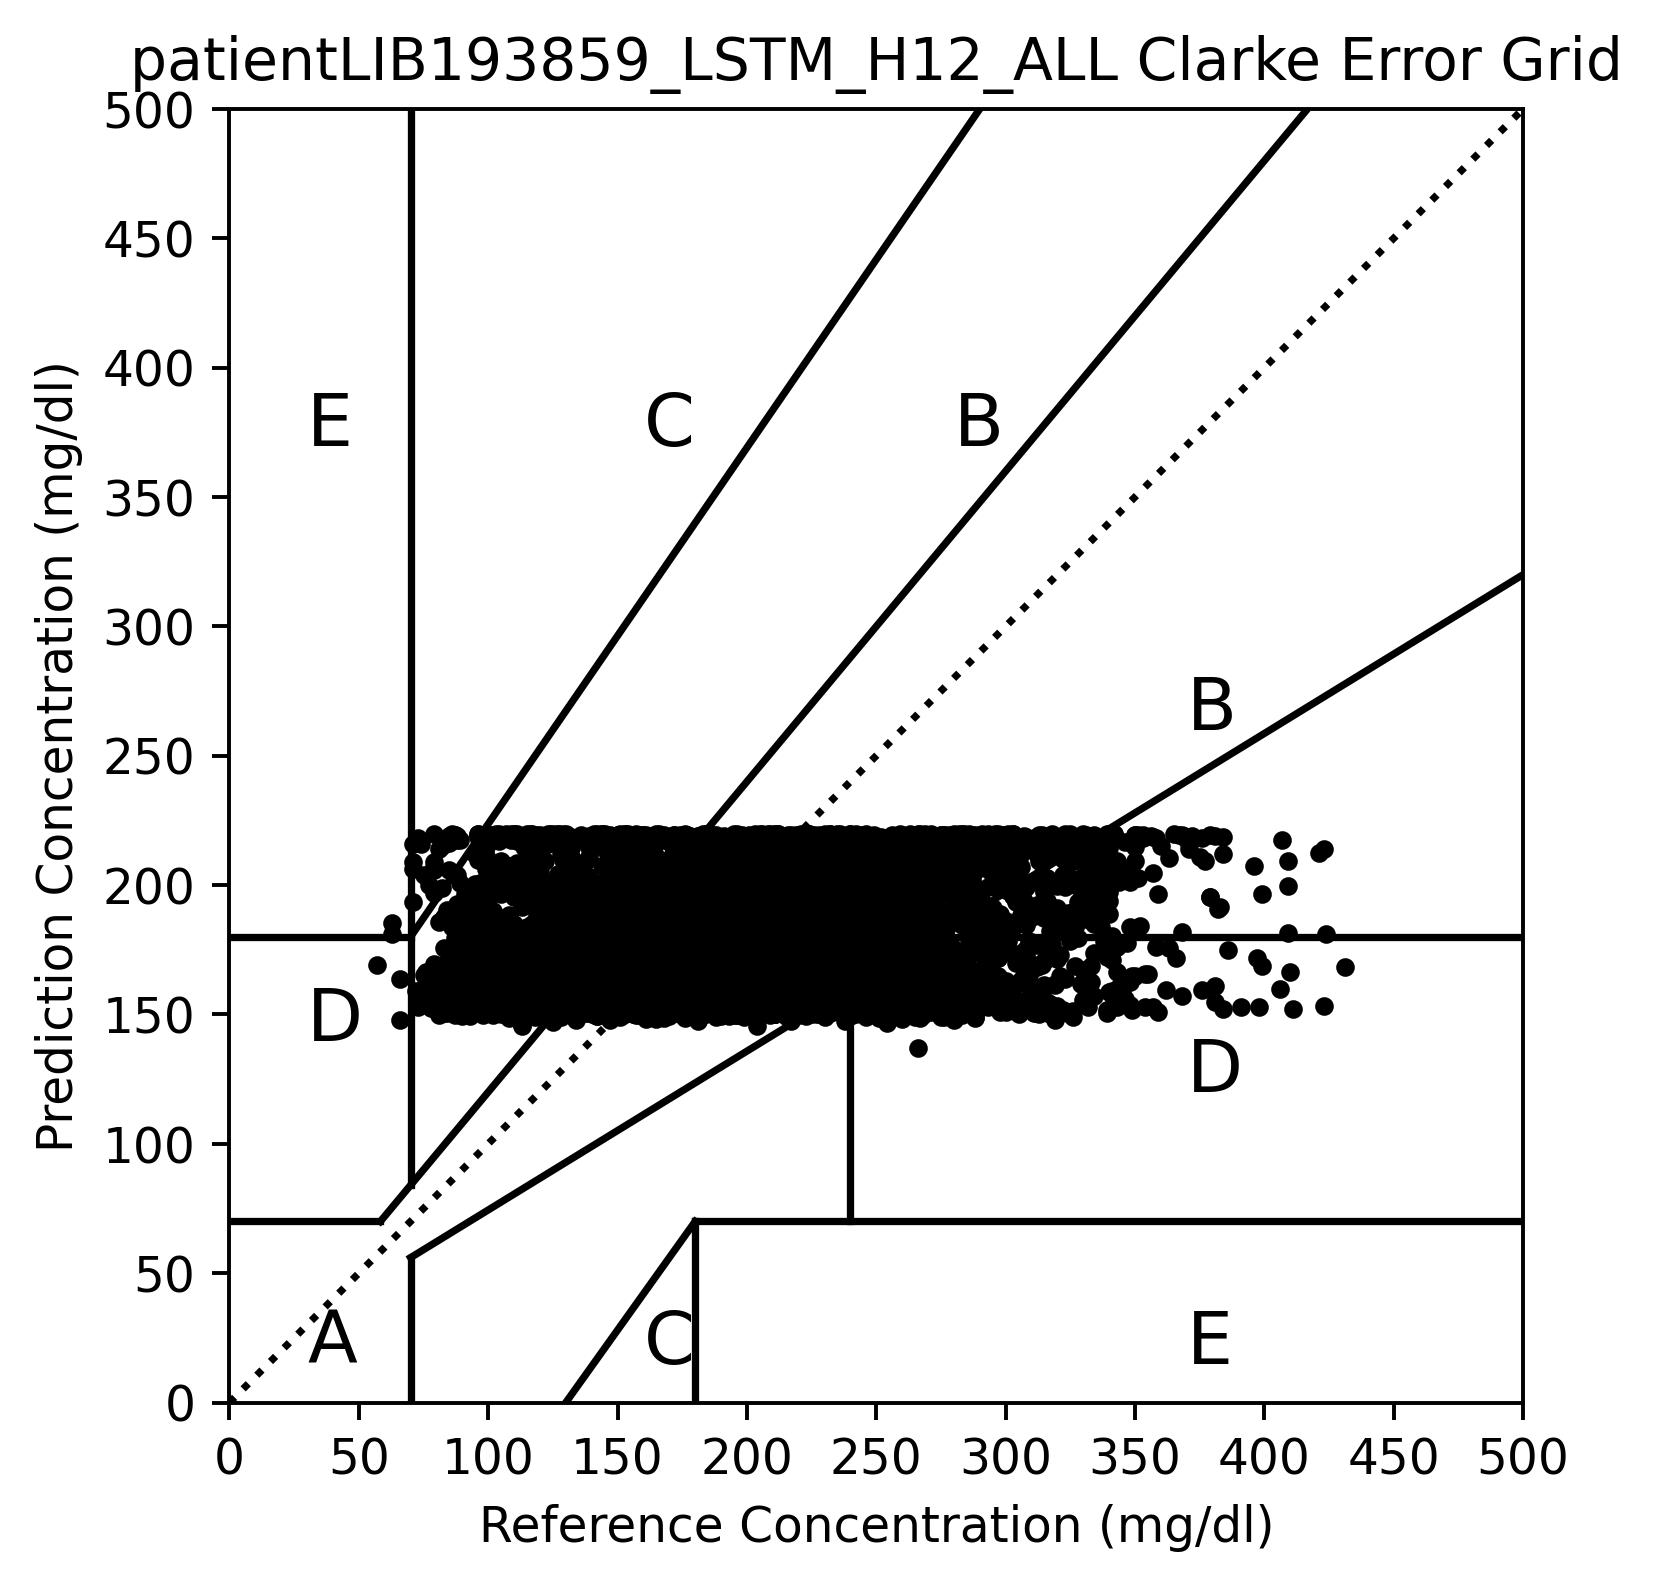 patientLIB193859_LSTM_H12_ALL Clarke Error Grid
500
450
400
350
300
250
200
150
100
50
0
Prediction Concentration (mg/dl)
E C B
B
D
D
A C E
0 50 100 150 200 250 300 350 400 450 500
Reference Concentration (mg/dl)